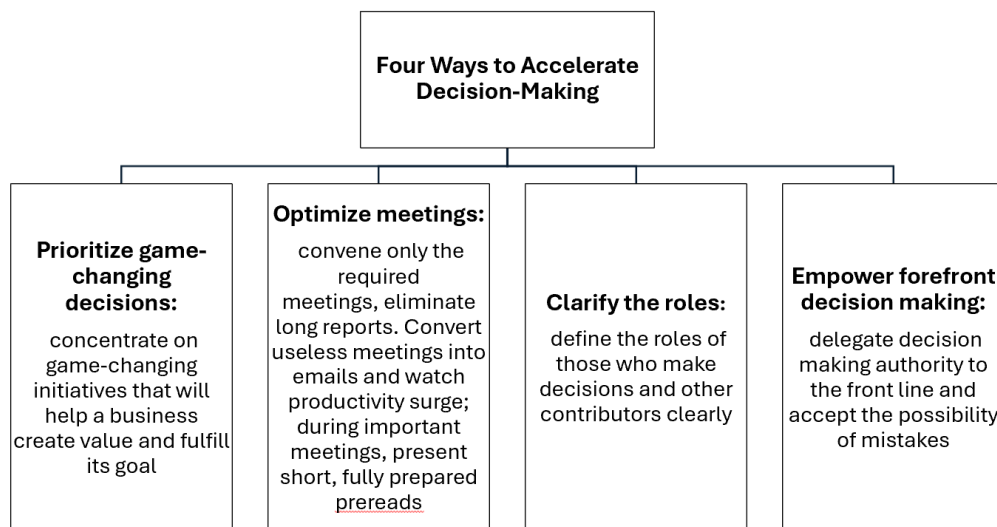 Four Ways to Accelerate
Decision-Making
Prioritize game-
changing
decisions:
concentrate on
game-changing
initiatives that will
help a business
create value and fulfill
its goal
Optimize meetings:
convene only the
required
meetings, eliminate
long reports. Convert
useless meetings into
emails and watch
productivity surge;
during important
meetings, present
short, fully prepared
prereads
Clarify the roles:
define the roles of
those who make
decisions and other
contributors clearly
Empower forefront
decision making:
delegate decision
making authority to
the front line and
accept the possibility
of mistakes